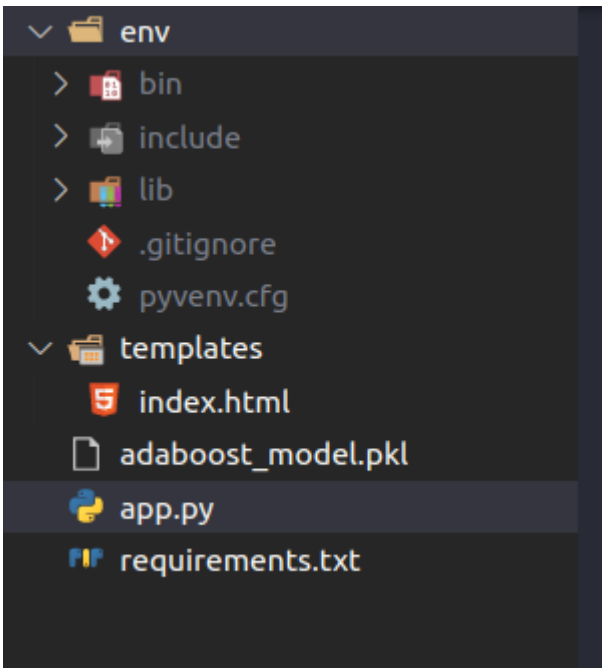 env
bin
include
lib
.gitignore
pyvenv.cfg
templates
index.html
adaboost_model.pkl
app.py
requirements.txt